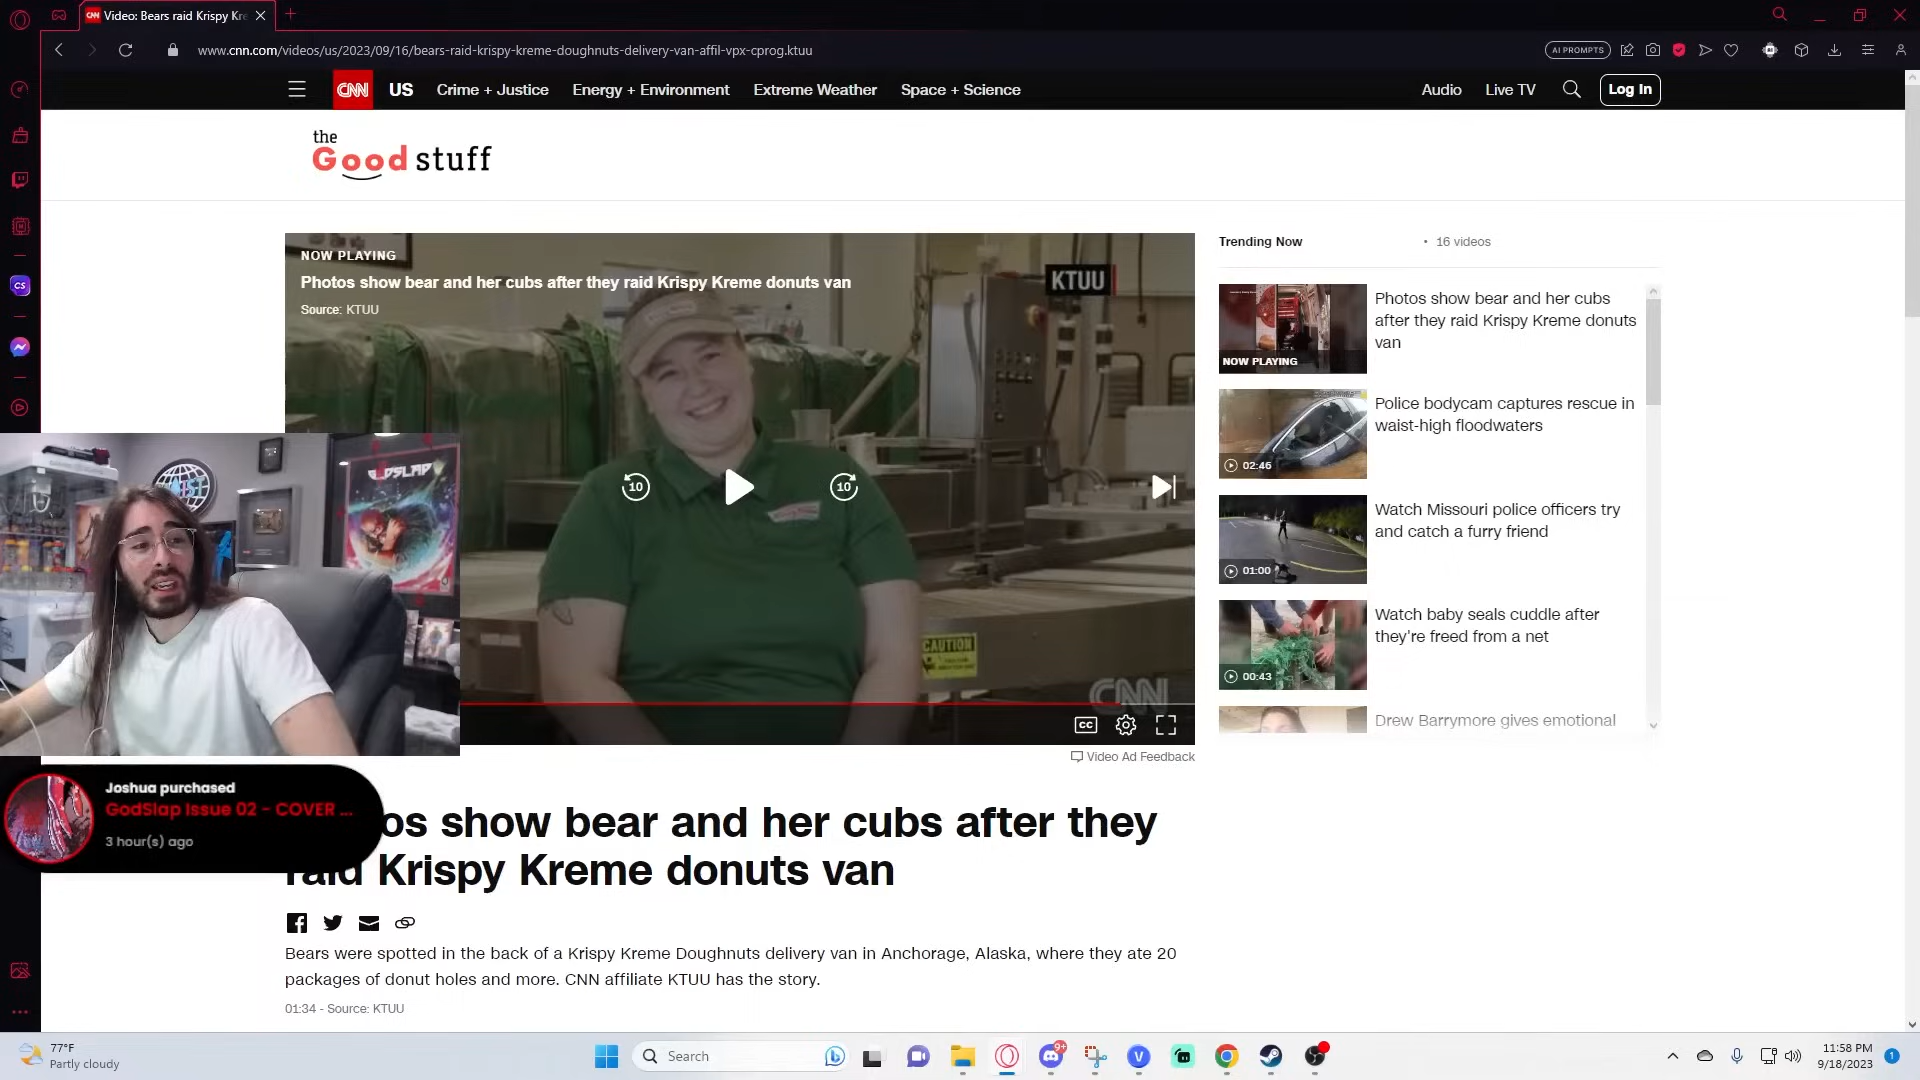 Video: Bears raid Krispy Kre
www.cnn.com/videos/us/2023/09/16/bears-raid-krispy-kreme-doughnuts-delivery-van-affil-vpx-cprog.ktuu
AI PROMPTS
CNN US Crime + Justice Energy + Environment Extreme Weather Space + Science Audio Live TV Log In
the
Good stuff
NOW PLAYING
Photos show bear and her cubs after they raid Krispy Kreme donuts van
Source: KTUU
KTUU
10
10
CAUTION
CNN
CC
Video Ad Feedback
Trending Now • 16 videos
Photos show bear and her cubs
after they raid Krispy Kreme donuts
van
NOW PLAYING
Police bodycam captures rescue in
waist-high floodwaters
02:46
Watch Missouri police officers try
and catch a furry friend
01:00
Watch baby seals cuddle after
they're freed from a net
00:43
Drew Barrymore gives emotional
GODSLAP
Joshua purchased
GodSlap Issue 02 - COVER ...
3 hour(s) ago
os show bear and her cubs after they
raid Krispy Kreme donuts van
Bears were spotted in the back of a Krispy Kreme Doughnuts delivery van in Anchorage, Alaska, where they ate 20
packages of donut holes and more. CNN affiliate KTUU has the story.
01:34 - Source: KTUU
77°F
Partly cloudy
Search
9+
11:58 PM
9/18/2023
1